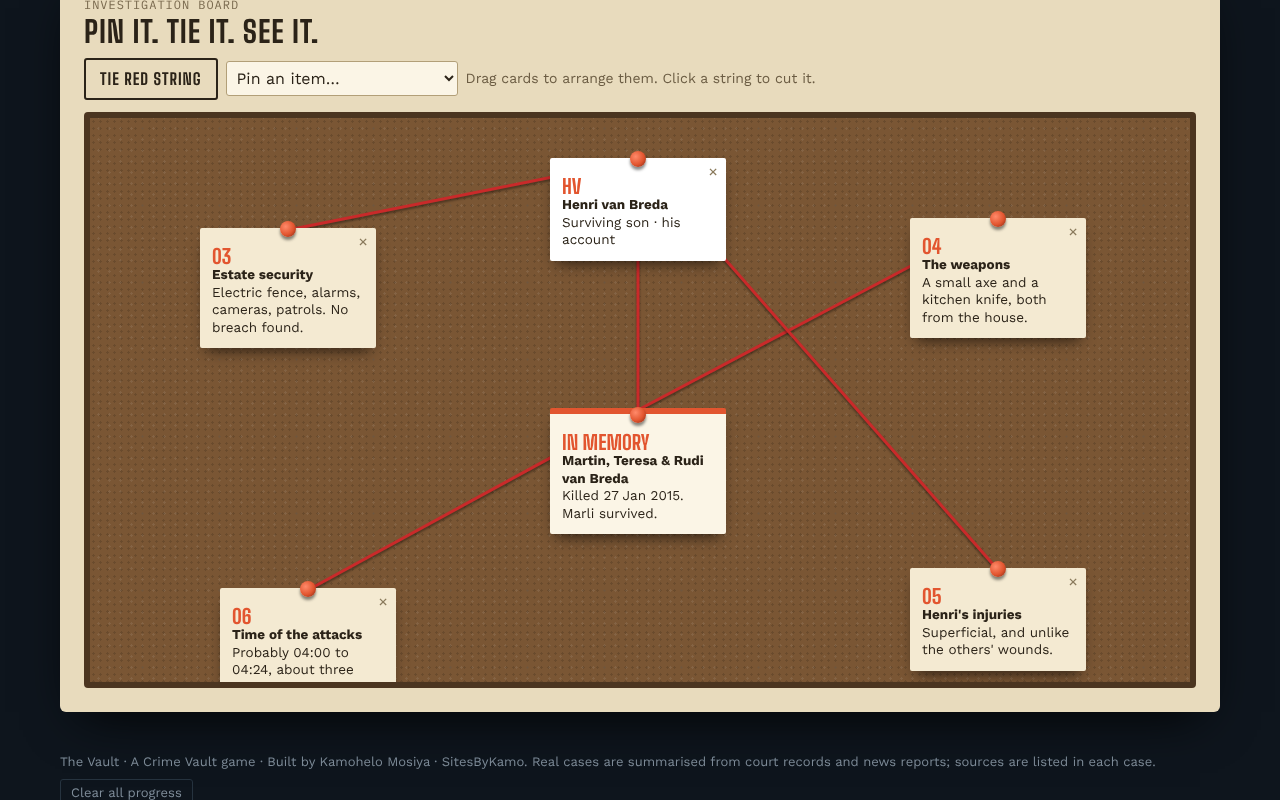 INVESTIGATION BOARD
PIN IT. TIE IT. SEE IT.
TIE RED STRING
Pin an item...
Drag cards to arrange them. Click a string to cut it.
HV
Henri van Breda
Surviving son · his
account
03
Estate security
Electric fence, alarms,
cameras, patrols. No
breach found.
04
The weapons
A small axe and a
kitchen knife, both
from the house.
IN MEMORY
Martin, Teresa & Rudi
van Breda
Killed 27 Jan 2015.
Marli survived.
06
Time of the attacks
Probably 04:00 to
04:24, about three
05
Henri's injuries
Superficial, and unlike
the others' wounds.
The Vault · A Crime Vault game · Built by Kamohelo Mosiya · SitesByKamo. Real cases are summarised from court records and news reports; sources are listed in each case.
Clear all progress